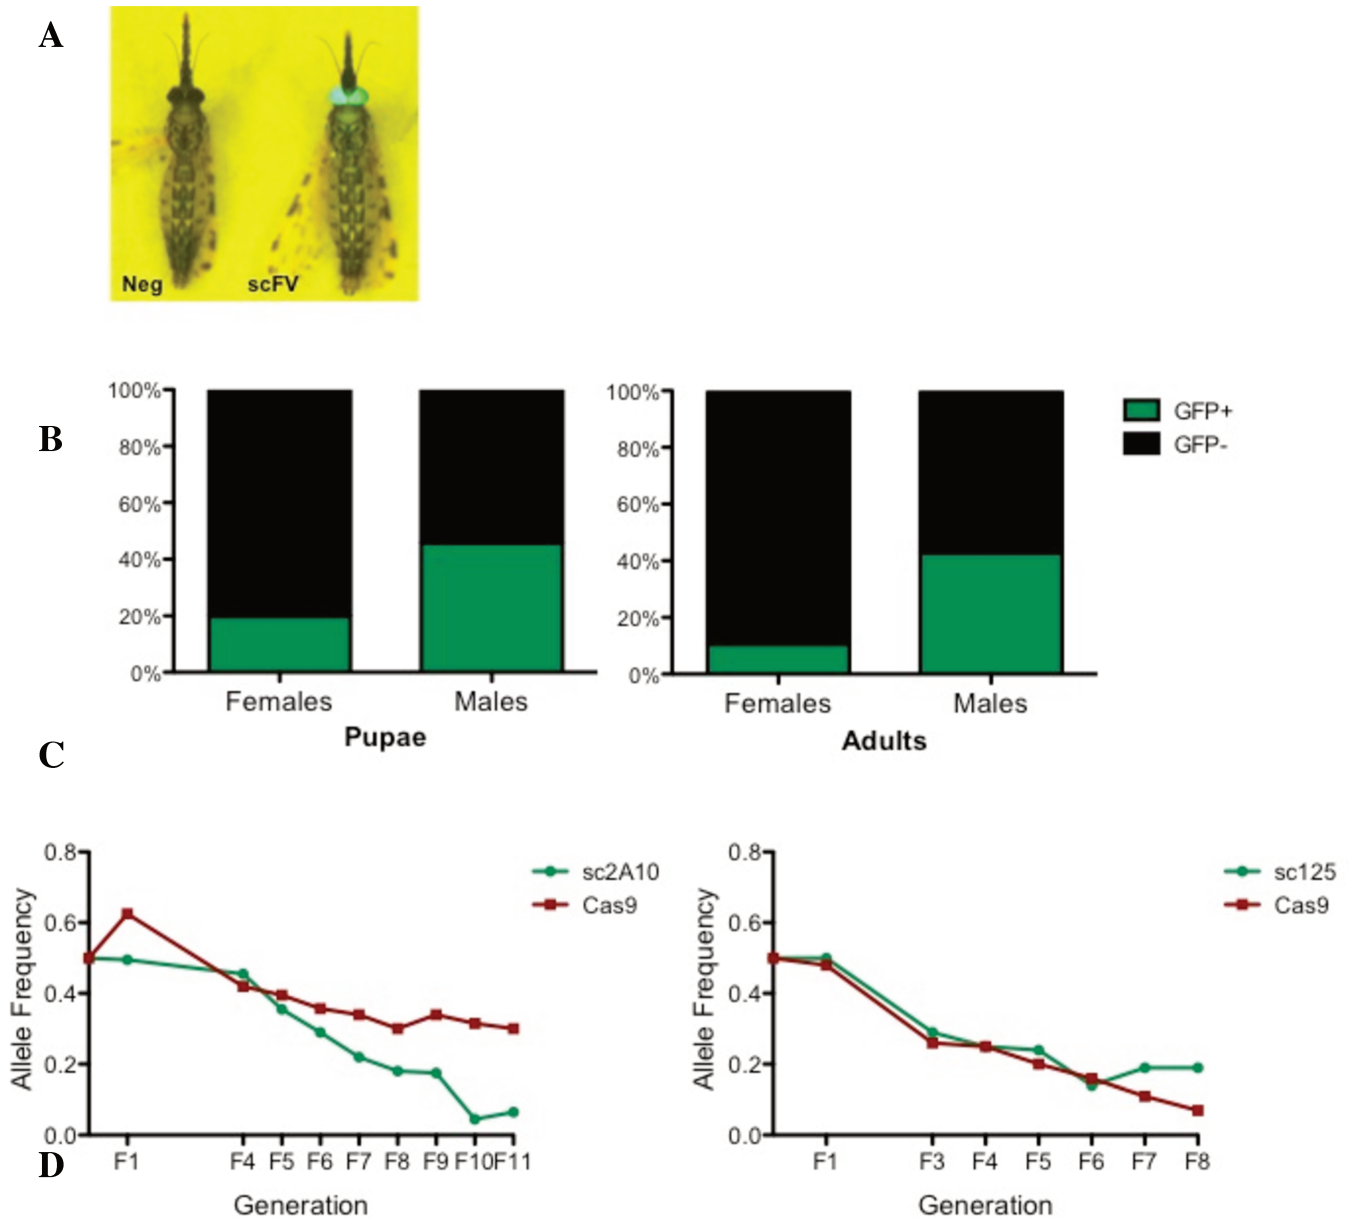 A
Neg scFV
B
100% 80% 60% 40% 20% 0%
Females Males
Pupae
100% 80% 60% 40% 20% 0%
Females Males
Adults
GFP+
GFP-
C
0.8 0.6 0.4 0.2 0.0
Allele Frequency
sc2A10
Cas9
F1 F4 F5 F6 F7 F8 F9 F10 F11
Generation
0.8 0.6 0.4 0.2 0.0
Allele Frequency
sc125
Cas9
F1 F3 F4 F5 F6 F7 F8
Generation
D